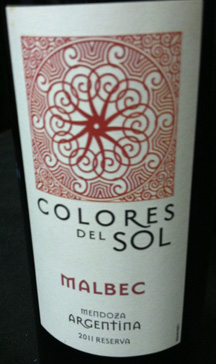 COLORES
DEL SOL
MALBEC
MENDOZA
ARGENTINA
2011 RESERVA